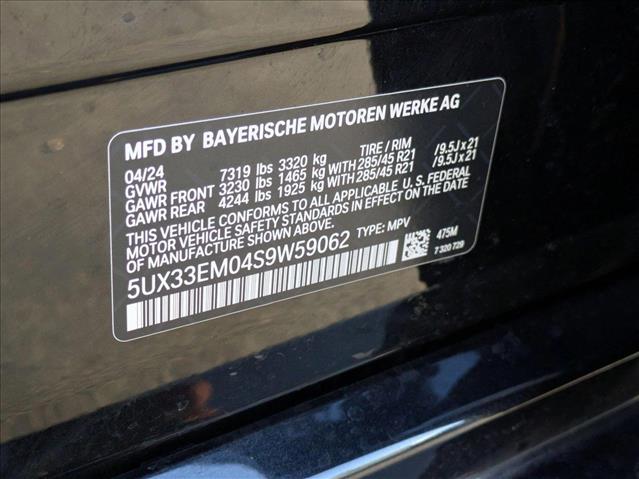 MFD BY BAYERISCHE MOTOREN WERKE AG
04/24 TIRE / RIM
GVWR 7319 lbs 3320 kg
GAWR FRONT 3230 lbs 1465 kg WITH 285/45 R21 /9.5J x 21
GAWR REAR 4244 lbs 1925 kg WITH 285/45 R21 /9.5J x 21
THIS VEHICLE CONFORMS TO ALL APPLICABLE U. S. FEDERAL
MOTOR VEHICLE SAFETY STANDARDS IN EFFECT ON THE DATE
OF MANUFACTURE SHOWN ABOVE.
5UX33EM04S9W59062 TYPE: MPV 475M
7 320 729